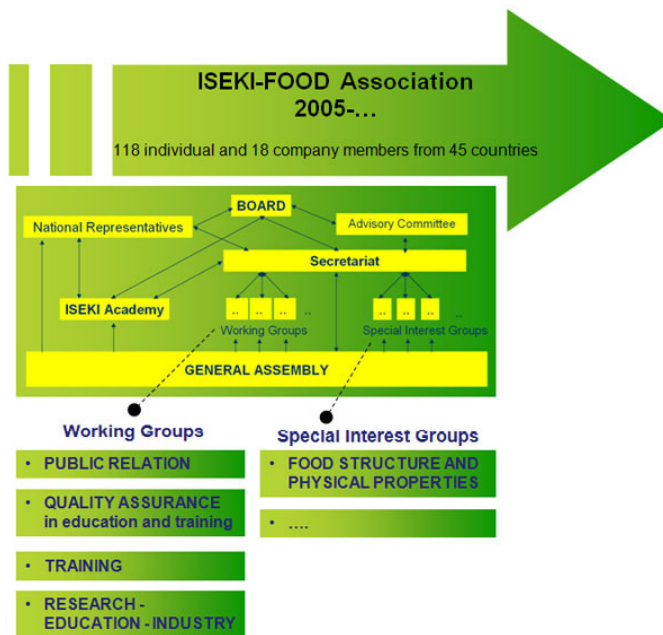 ISEKI-FOOD Association
2005-...
118 individual and 18 company members from 45 countries
BOARD
National Representatives
Advisory Committee
Secretariat
ISEKI Academy
.. .. .. ..
.. .. .. ..
Working Groups
Special Interest Groups
GENERAL ASSEMBLY
Working Groups
• PUBLIC RELATION
• QUALITY ASSURANCE
in education and training
• TRAINING
• RESEARCH -
EDUCATION - INDUSTRY
Special Interest Groups
• FOOD STRUCTURE AND
PHYSICAL PROPERTIES
• ....